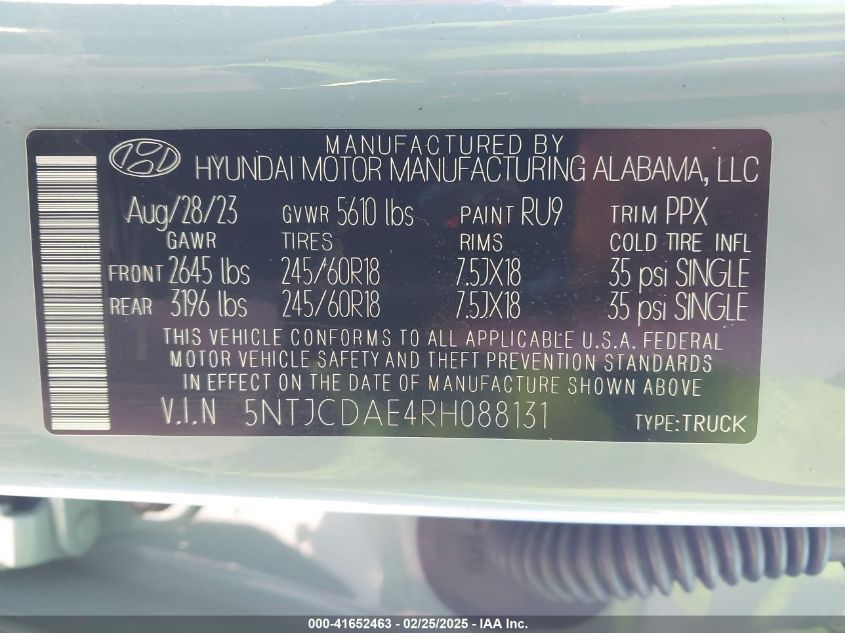 MANUFACTURED BY
HYUNDAI MOTOR MANUFACTURING ALABAMA, LLC
Aug/28/23 GVWR 5610 lbs PAINT RU9 TRIM PPX
GAWR TIRES RIMS COLD TIRE INFL
FRONT 2645 lbs 245/60R18 7.5JX18 35 psi SINGLE
REAR 3196 lbs 245/60R18 7.5JX18 35 psi SINGLE
THIS VEHICLE CONFORMS TO ALL APPLICABLE U.S.A. FEDERAL
MOTOR VEHICLE SAFETY AND THEFT PREVENTION STANDARDS
IN EFFECT ON THE DATE OF MANUFACTURE SHOWN ABOVE.
V.I.N 5NTJCDAE4RH088131 TYPE:TRUCK
000-41652463 - 02/25/2025 - IAA Inc.